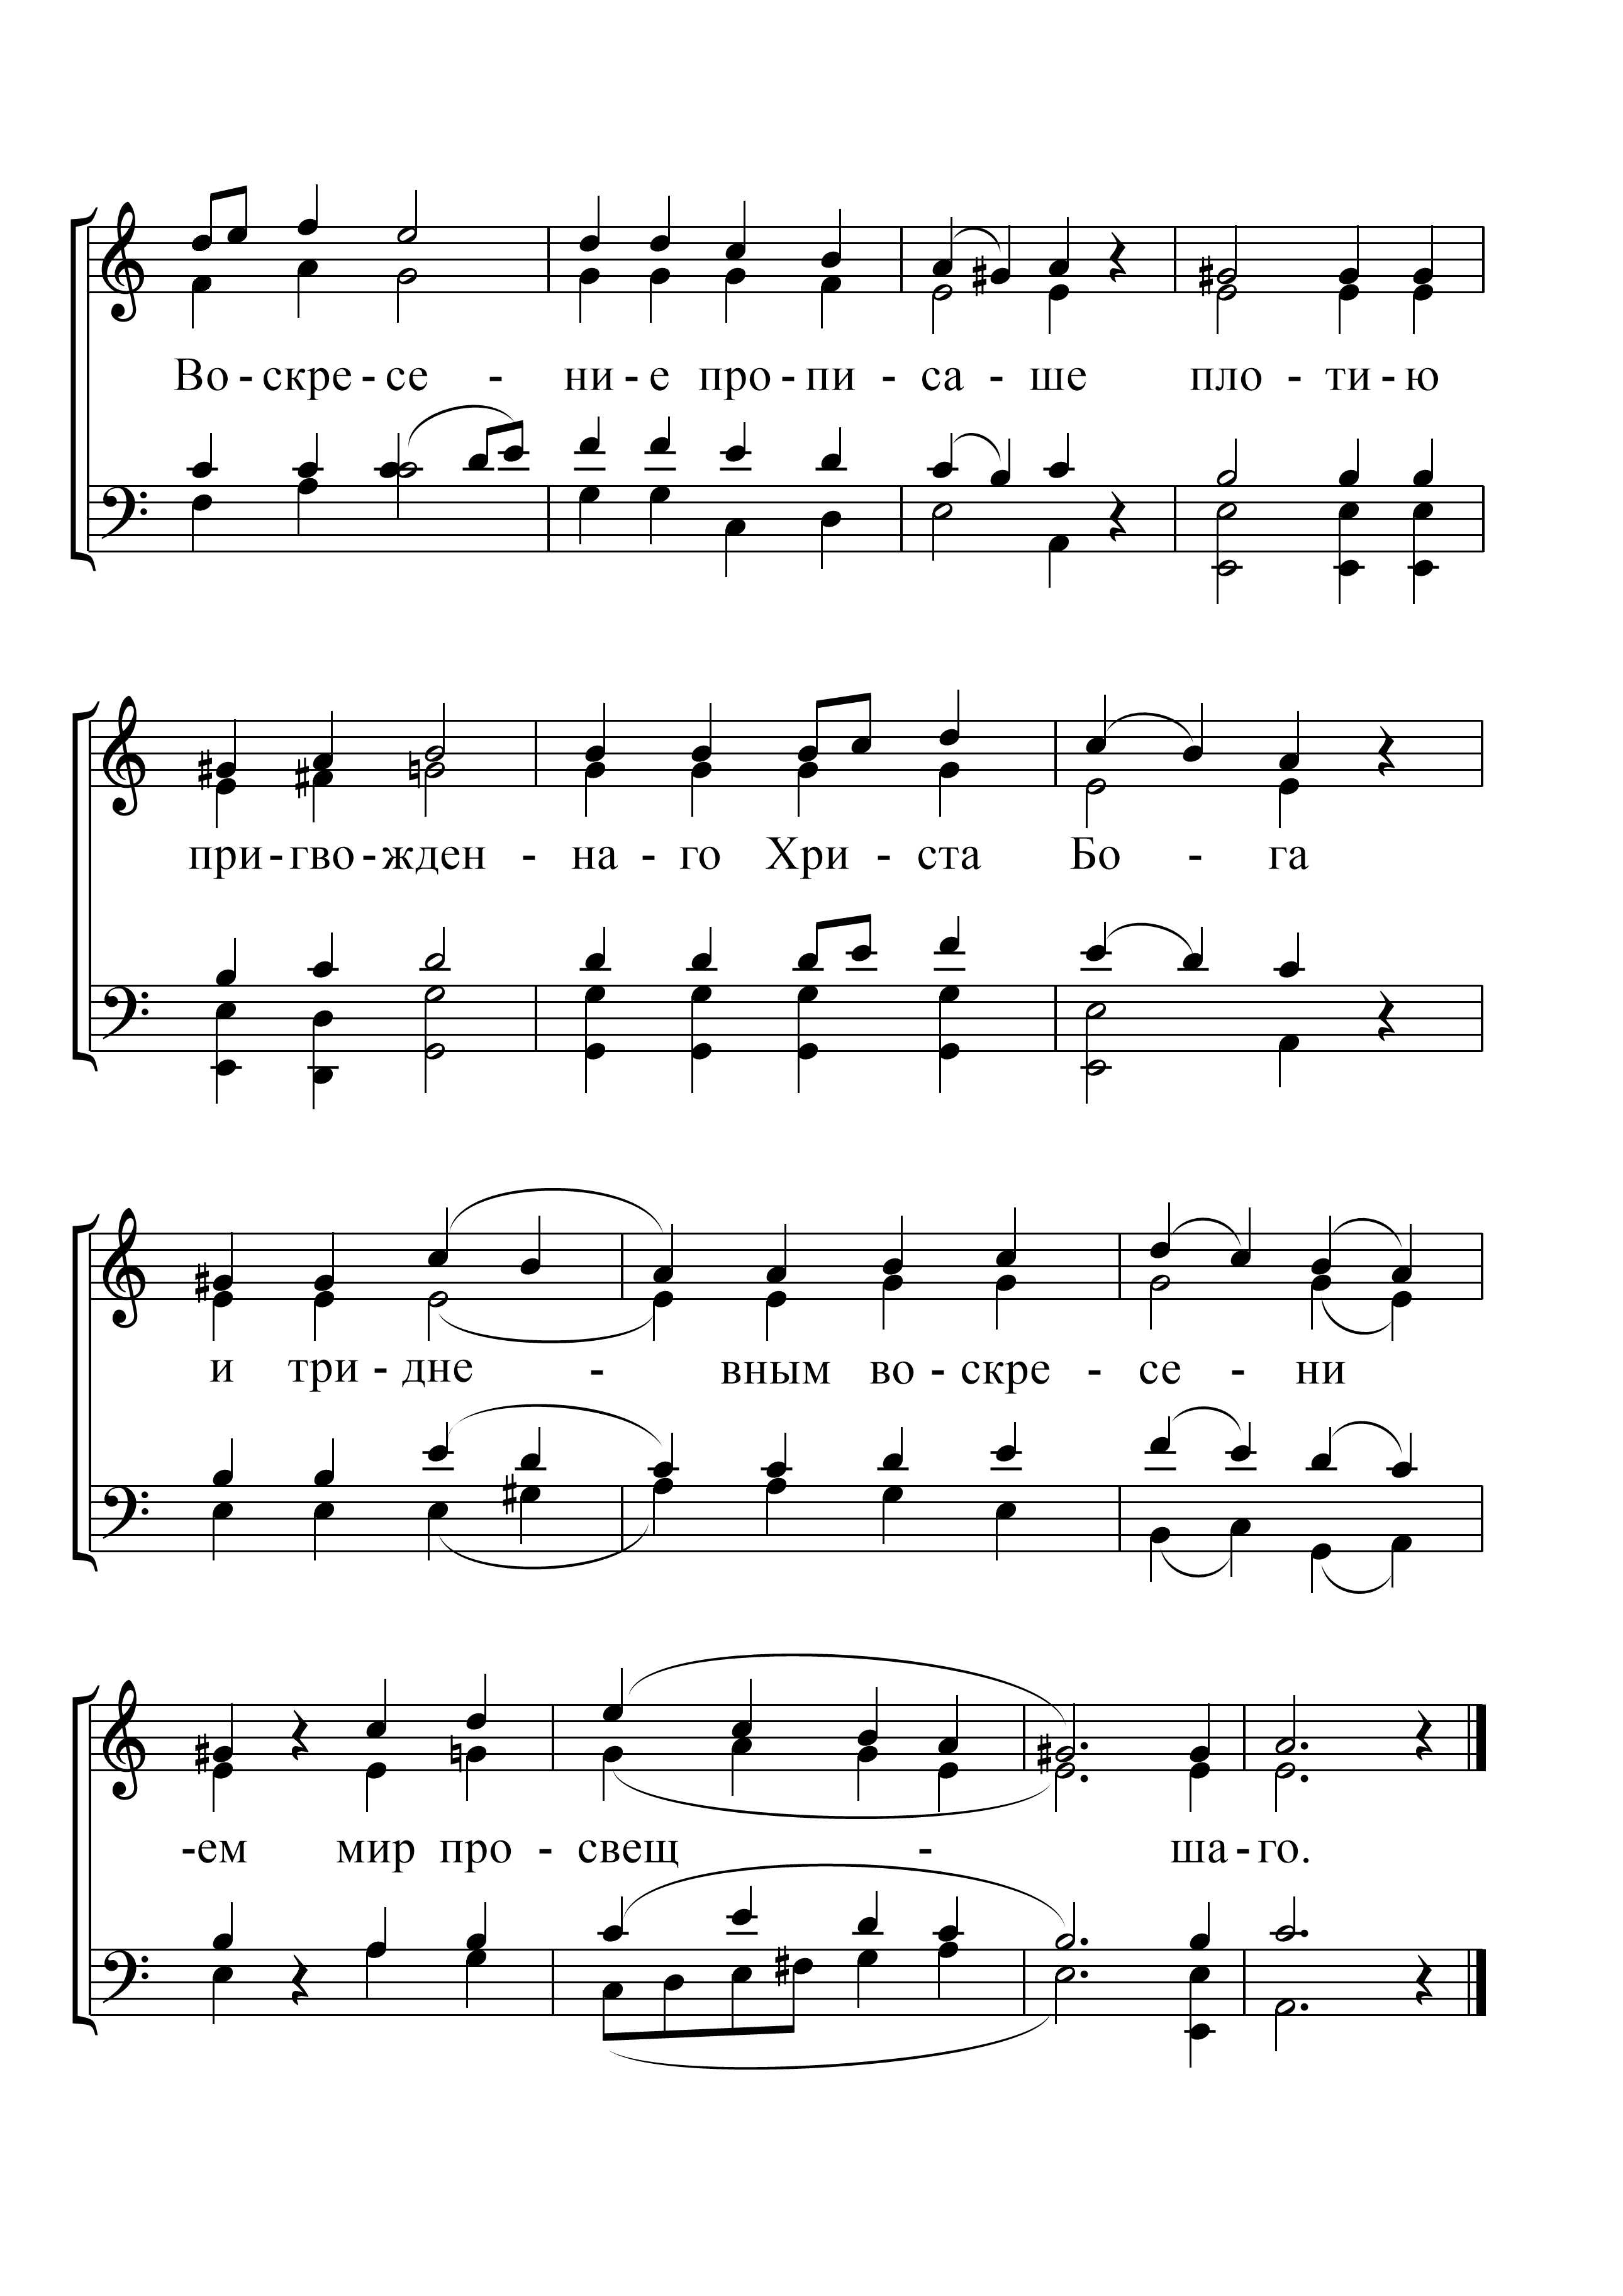 Во - скре - се - ни - е про - пи - са - ше пло - ти - ю
при - гво - жден - на - го Хри - ста Бо - га
и три - дне - вным во - скре - се - ни
-ем мир про - свещ - ша - го.